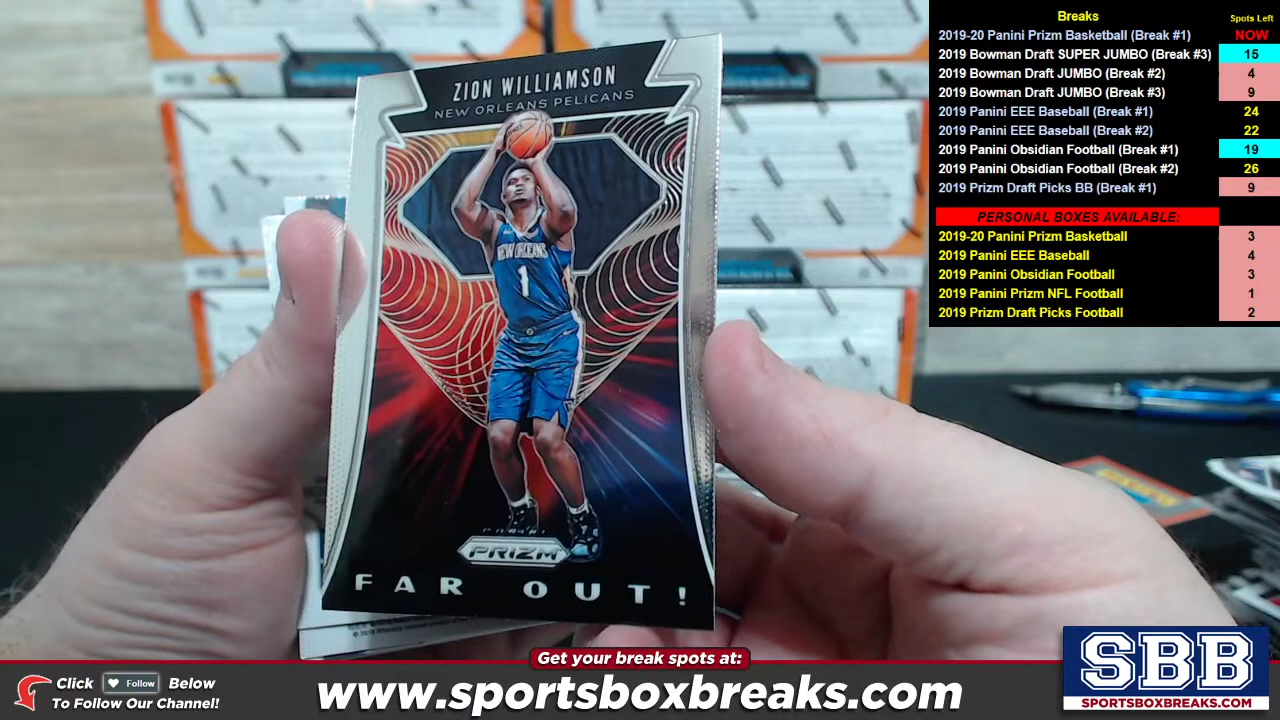 ZION WILLIAMSON
NEW ORLEANS PELICANS
NEW ORLEANS
1
PANINI
PRIZM
FAR OUT!
Breaks Spots Left
2019-20 Panini Prizm Basketball (Break #1) NOW
2019 Bowman Draft SUPER JUMBO (Break #3) 15
2019 Bowman Draft JUMBO (Break #2) 4
2019 Bowman Draft JUMBO (Break #3) 9
2019 Panini EEE Baseball (Break #1) 24
2019 Panini EEE Baseball (Break #2) 22
2019 Panini Obsidian Football (Break #1) 19
2019 Panini Obsidian Football (Break #2) 26
2019 Prizm Draft Picks BB (Break #1) 9
PERSONAL BOXES AVAILABLE:
2019-20 Panini Prizm Basketball 3
2019 Panini EEE Baseball 4
2019 Panini Obsidian Football 3
2019 Panini Prizm NFL Football 1
2019 Prizm Draft Picks Football 2
Get your break spots at:
Click Follow Below
To Follow Our Channel!
www.sportsboxbreaks.com
SBB
SPORTSBOXBREAKS.COM